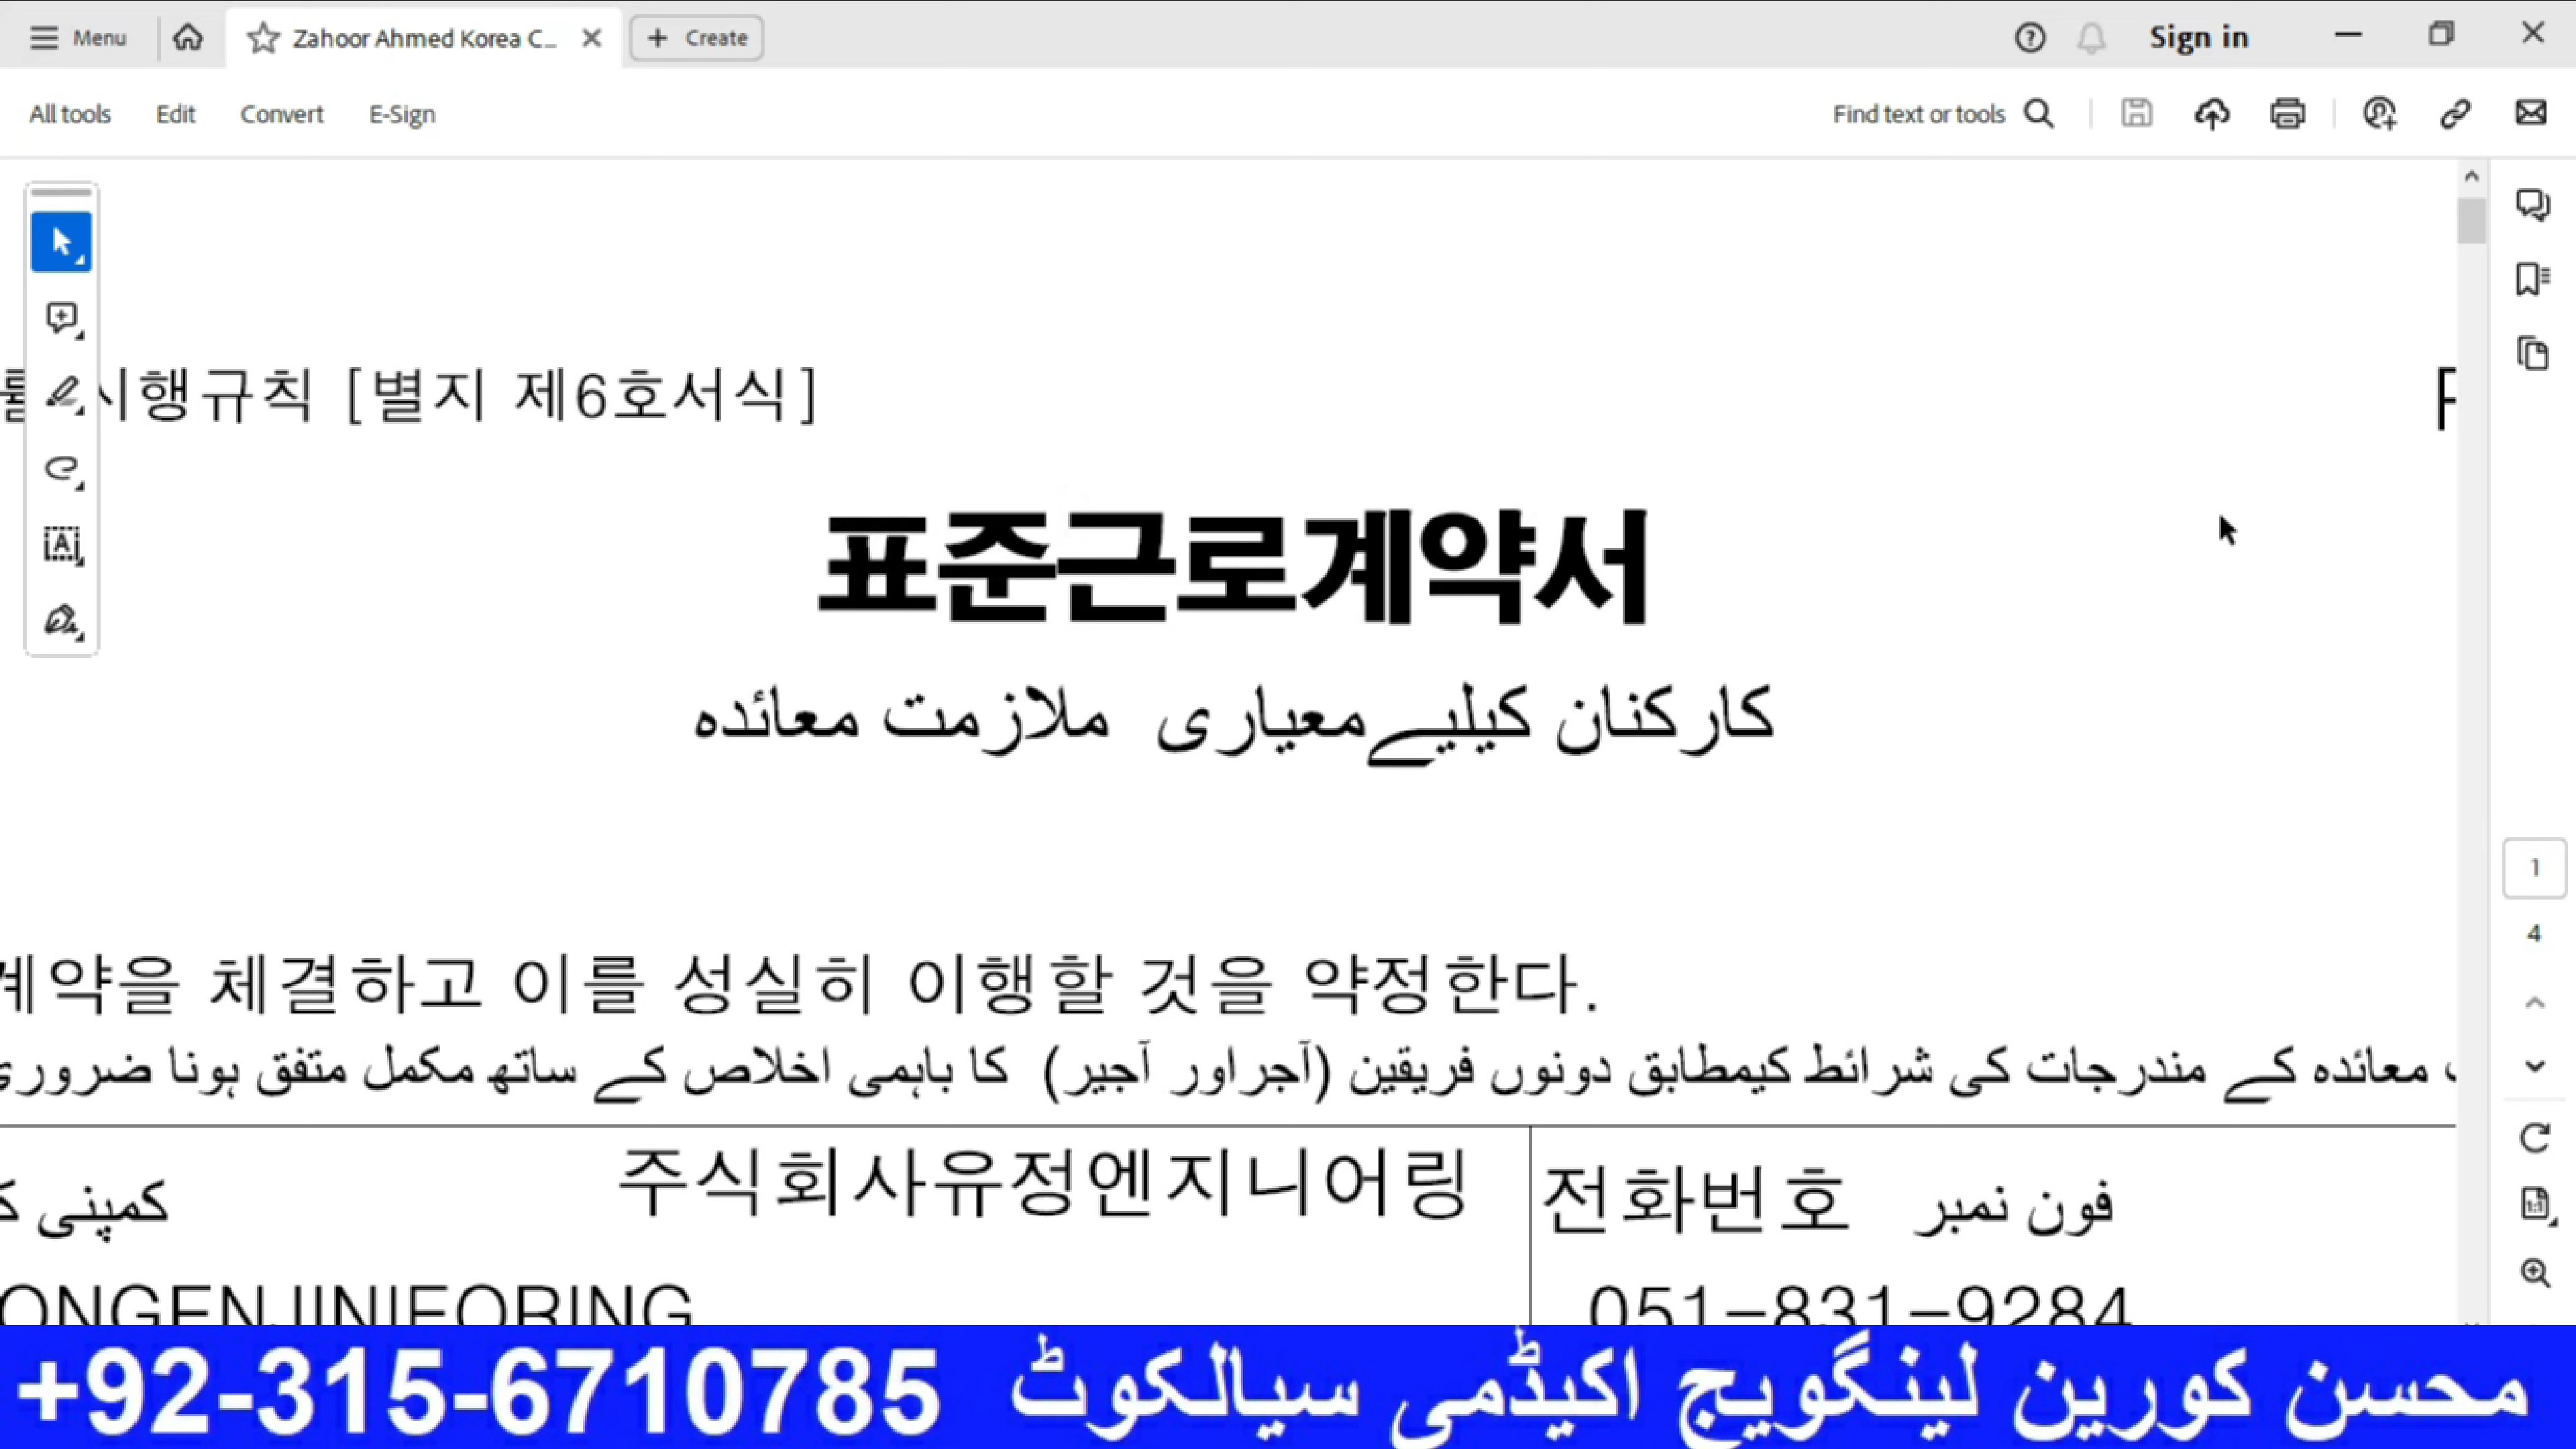 Menu Zahoor Ahmed Korea C... Create Sign in
All tools Edit Convert E-Sign Find text or tools
시행규칙 [별지 제6호서식]
표준근로계약서
کارکنان کیلیے معیاری ملازمت معائدہ
계약을 체결하고 이를 성실히 이행할 것을 약정한다.
معائدہ کے مندرجات کی شرائط کیمطابق دونوں فریقین (آجراور آجیر) کا باہمی اخلاص کے ساتھ مکمل متفق ہونا ضروری
کمپنی 주식회사유정엔지니어링 전화번호 فون نمبر
ONGENJINIEORING 051-831-9284
1
4
+92-315-6710785 محسن کورین لینگویج اکیڈمی سیالکوٹ